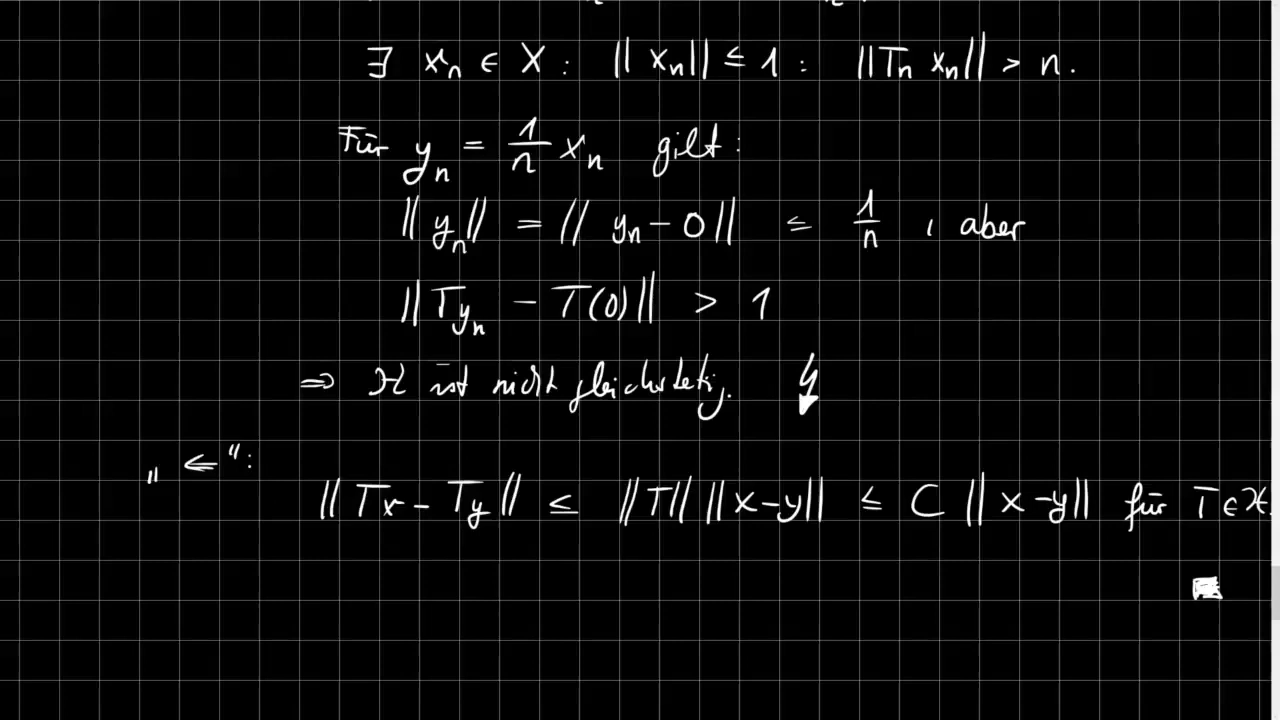 ∃ xₙ ∈ X : ||xₙ|| ≤ 1 : ||Tₙ xₙ|| > n.
Für yₙ = 1/n xₙ gilt :
||yₙ|| = || yₙ - 0 || ≤ 1/n , aber
||Tyₙ - T(0)|| > 1
⇒ ℋ ist nicht gleichstetig. ↯
„ ⇐ ":
||Tx - Ty|| ≤ ||T|| ||x-y|| ≤ C ||x-y|| für T ∈ ℋ.